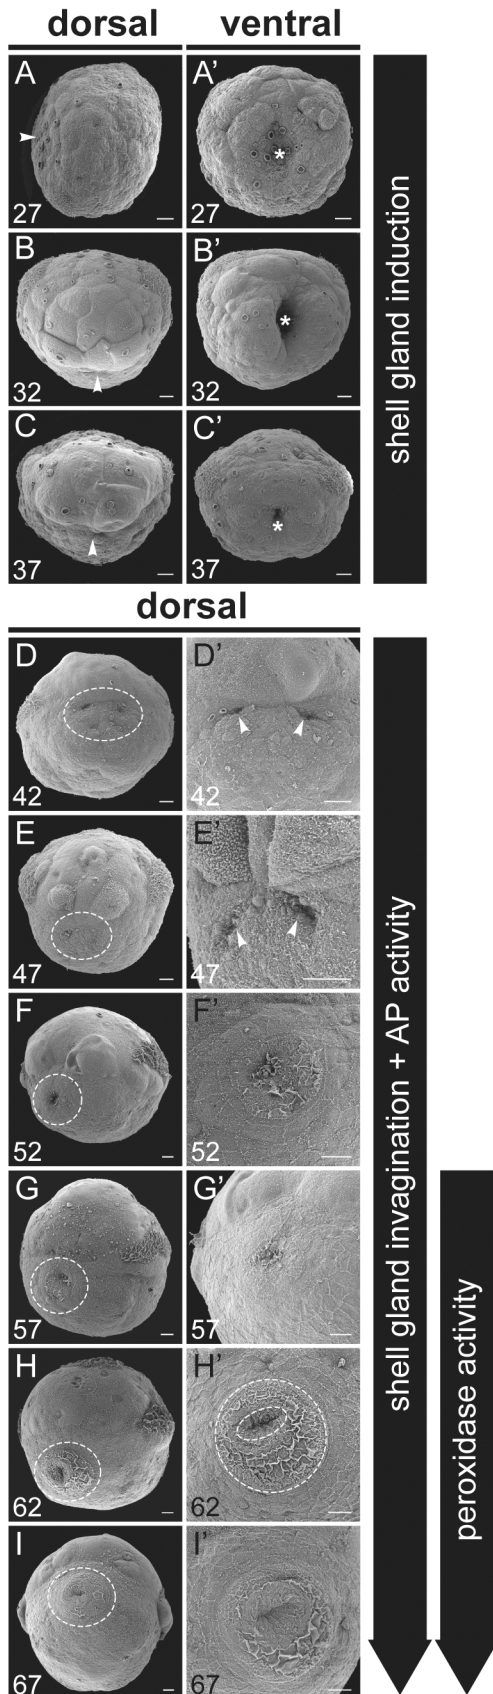 dorsal ventral
A A’
* 
27 27
B B’
*
32 32
C C’
*
37 37
shell gland induction
dorsal
D D’
42 42
E E’
47 47
F F’
52 52
G G’
57 57
H H’
62 62
I I’
67 67
shell gland invagination + AP activity
peroxidase activity